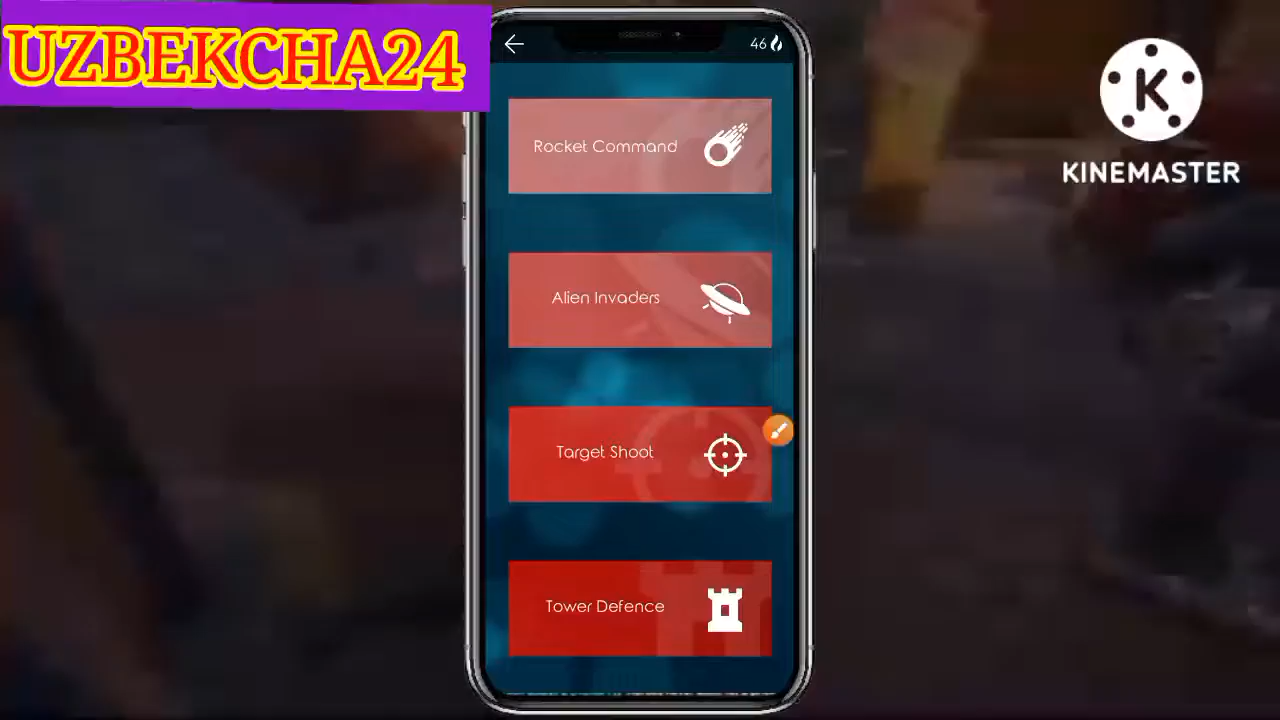 UZBEKCHA24
46
K
KINEMASTER
Rocket Command
Alien Invaders
Target Shoot
Tower Defence